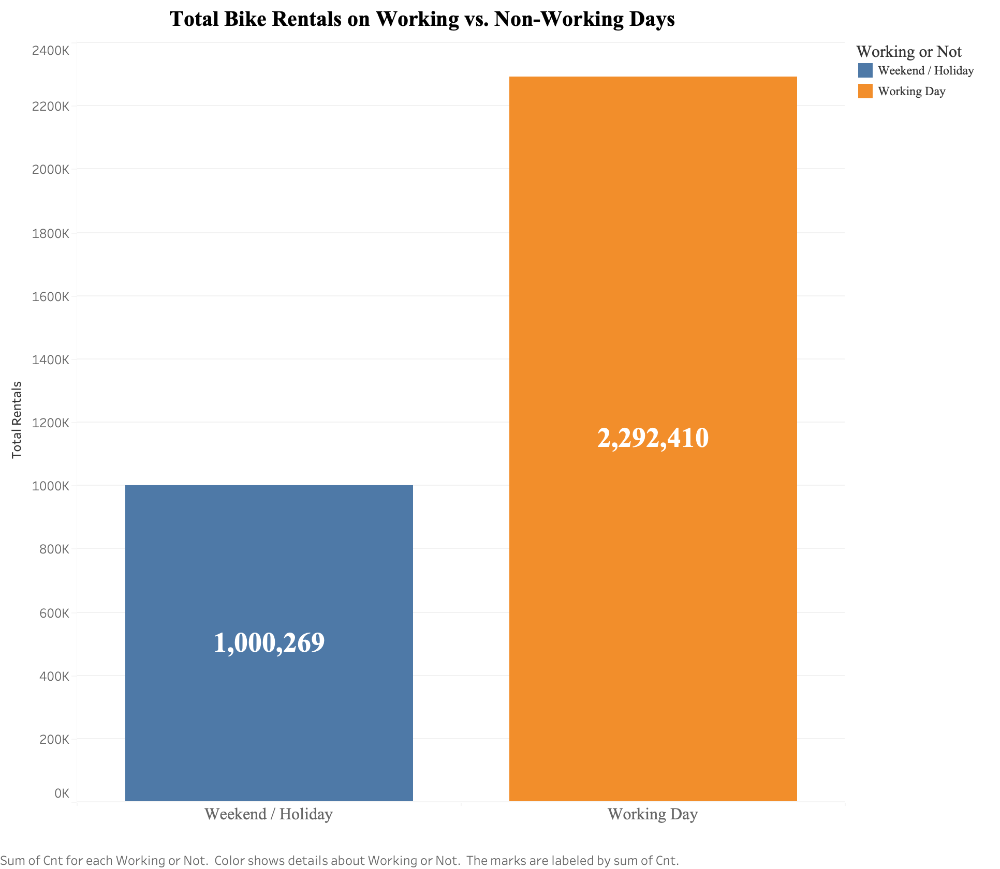 Total Bike Rentals on Working vs. Non-Working Days
Working or Not
Weekend / Holiday
Working Day
2400K
2200K
2000K
1800K
1600K
1400K
1200K
1000K
800K
600K
400K
200K
0K
Total Rentals
2,292,410
1,000,269
Weekend / Holiday
Working Day
Sum of Cnt for each Working or Not.  Color shows details about Working or Not.  The marks are labeled by sum of Cnt.